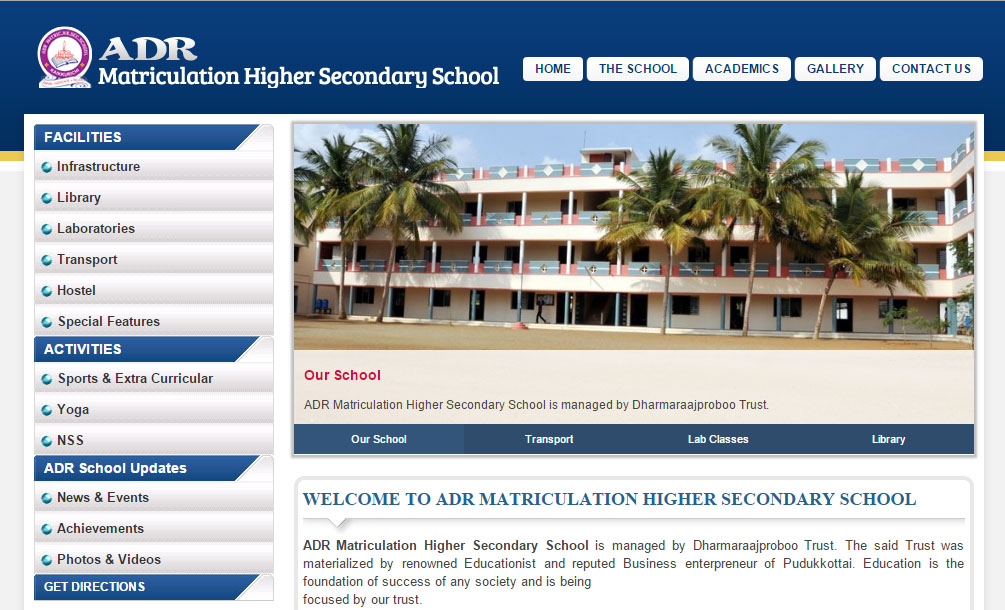 ADR
Matriculation Higher Secondary School
HOME
THE SCHOOL
ACADEMICS
GALLERY
CONTACT US
FACILITIES
Infrastructure
Library
Laboratories
Transport
Hostel
Special Features
ACTIVITIES
Sports & Extra Curricular
Yoga
NSS
ADR School Updates
News & Events
Achievements
Photos & Videos
GET DIRECTIONS
Our School
ADR Matriculation Higher Secondary School is managed by Dharmaraajproboo Trust.
Our School
Transport
Lab Classes
Library
WELCOME TO ADR MATRICULATION HIGHER SECONDARY SCHOOL
ADR Matriculation Higher Secondary School is managed by Dharmaraajproboo Trust. The said Trust was
materialized by renowned Educationist and reputed Business enterpreneur of Pudukkottai. Education is the
foundation of success of any society and is being
focused by our trust.